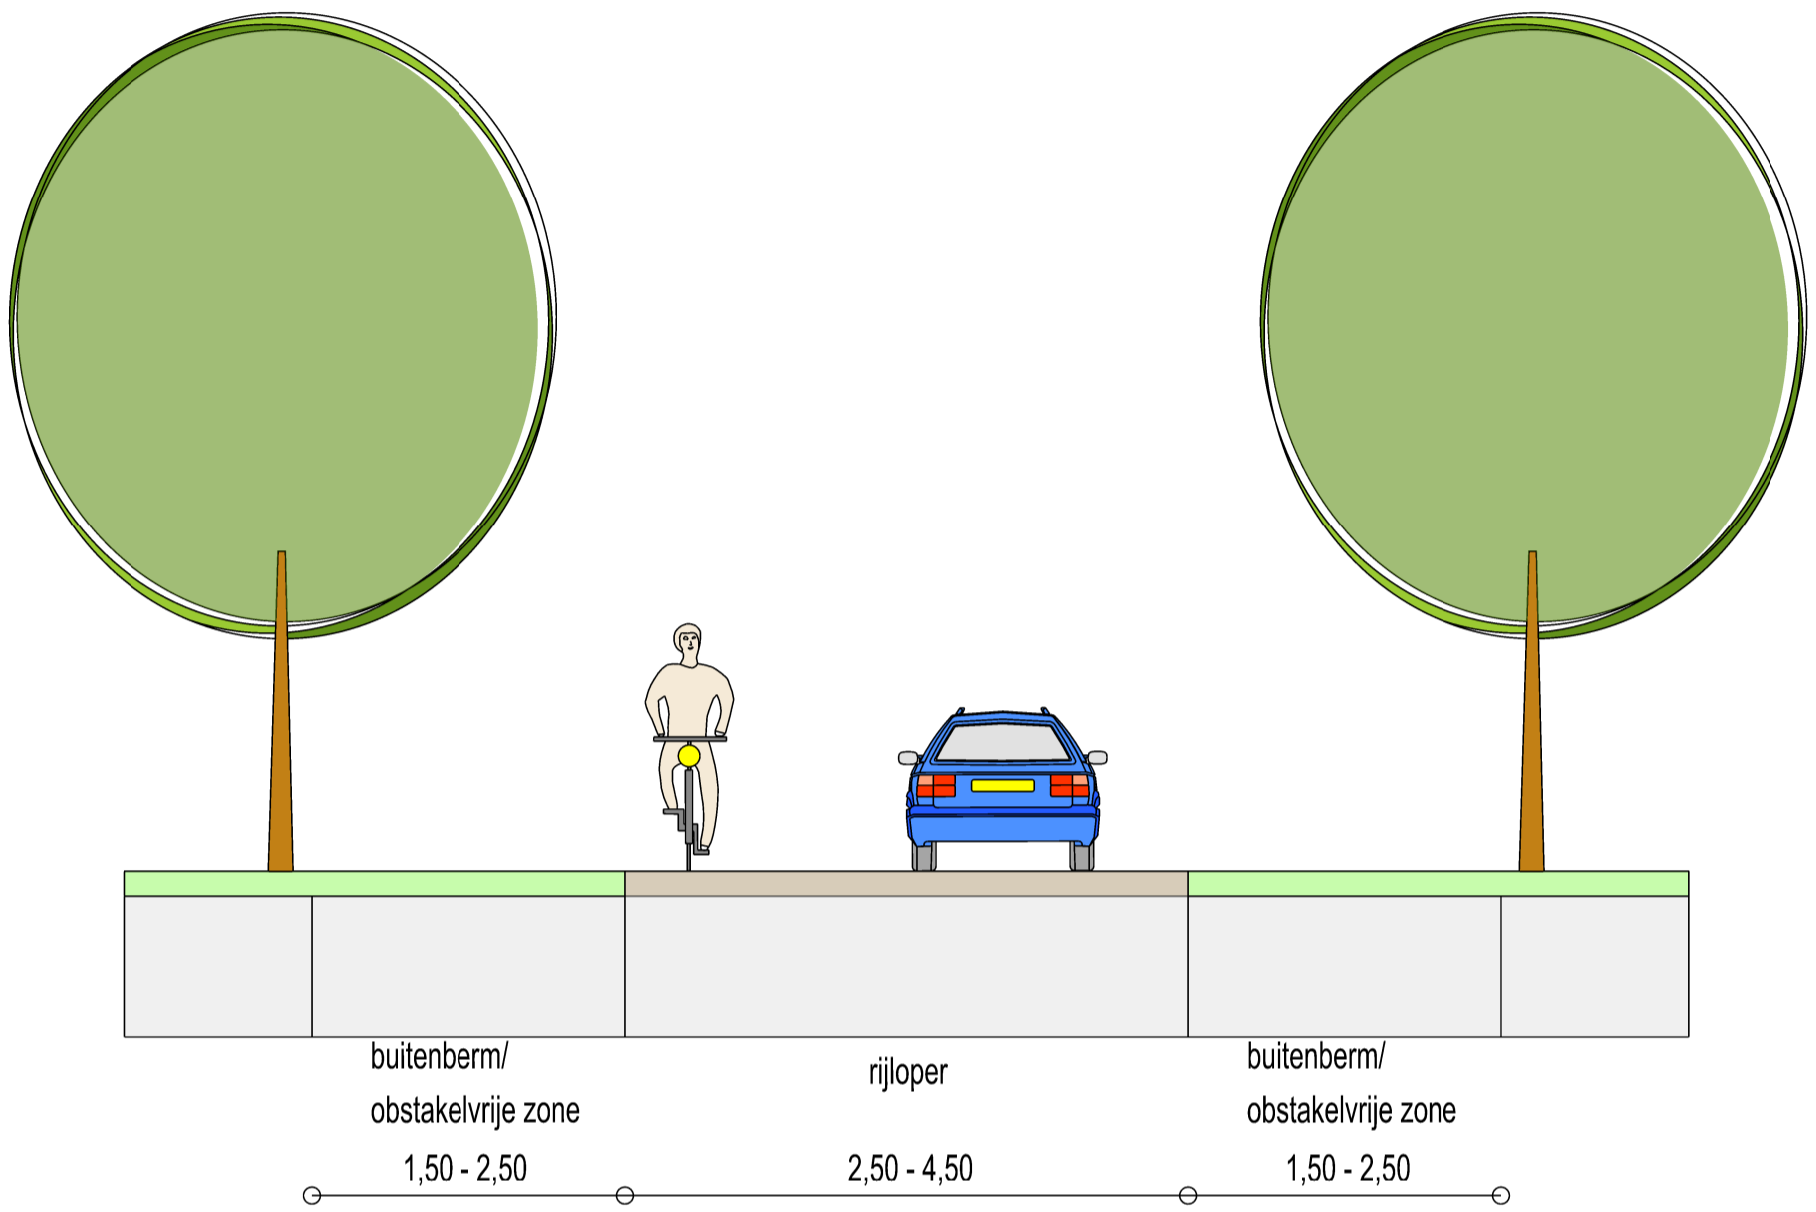 buitenberm/
obstakelvrije zone
1,50 - 2,50
rijloper
2,50 - 4,50
buitenberm/
obstakelvrije zone
1,50 - 2,50